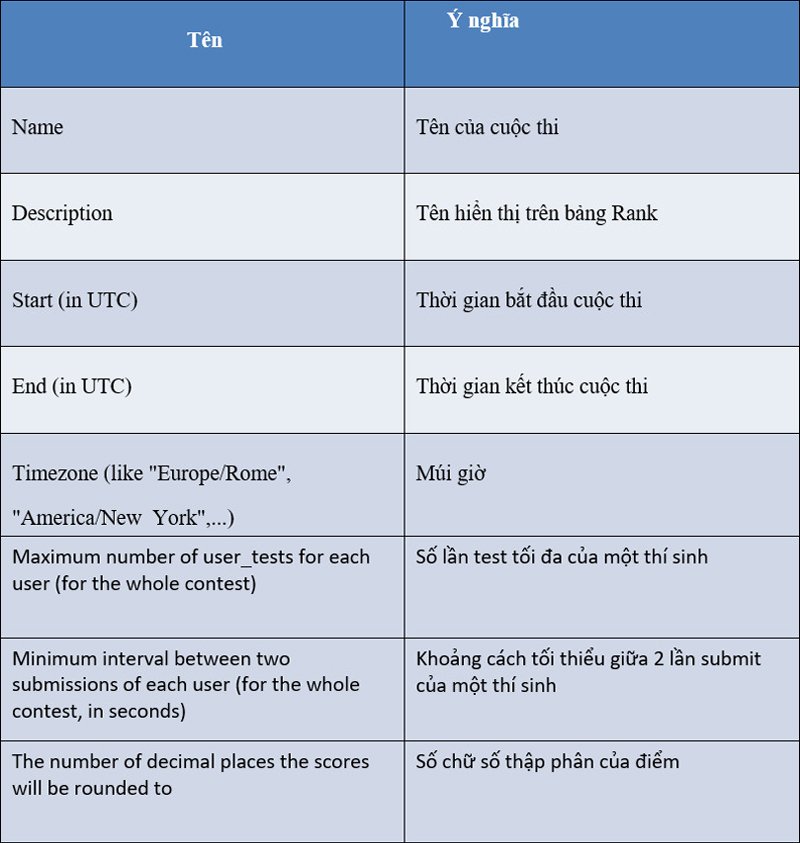 Tên
Ý nghĩa
Name
Tên của cuộc thi
Description
Tên hiển thị trên bảng Rank
Start (in UTC)
Thời gian bắt đầu cuộc thi
End (in UTC)
Thời gian kết thúc cuộc thi
Timezone (like "Europe/Rome",
"America/New York",...)
Múi giờ
Maximum number of user_tests for each
user (for the whole contest)
Số lần test tối đa của một thí sinh
Minimum interval between two
submissions of each user (for the whole
contest, in seconds)
Khoảng cách tối thiểu giữa 2 lần submit
của một thí sinh
The number of decimal places the scores
will be rounded to
Số chữ số thập phân của điểm